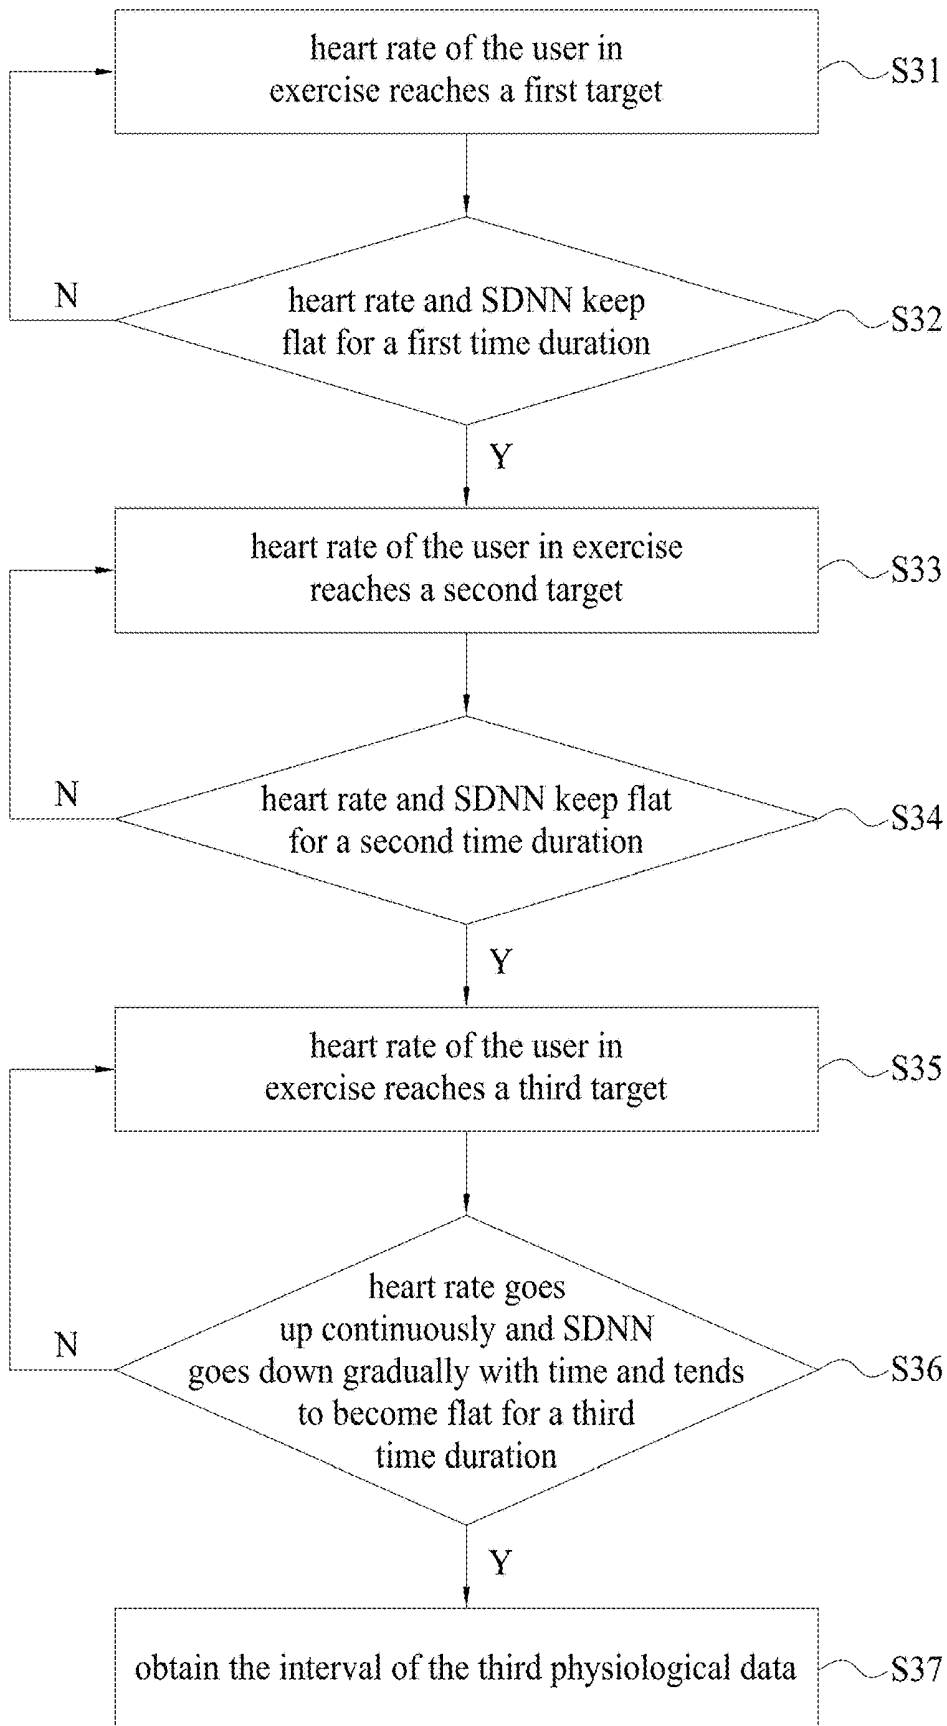 heart rate of the user in
exercise reaches a first target
S31
N
heart rate and SDNN keep
flat for a first time duration
S32
Y
heart rate of the user in exercise
reaches a second target
S33
N
heart rate and SDNN keep flat
for a second time duration
S34
Y
heart rate of the user in
exercise reaches a third target
S35
N
heart rate goes
up continuously and SDNN
goes down gradually with time and tends
to become flat for a third
time duration
S36
Y
obtain the interval of the third physiological data
S37